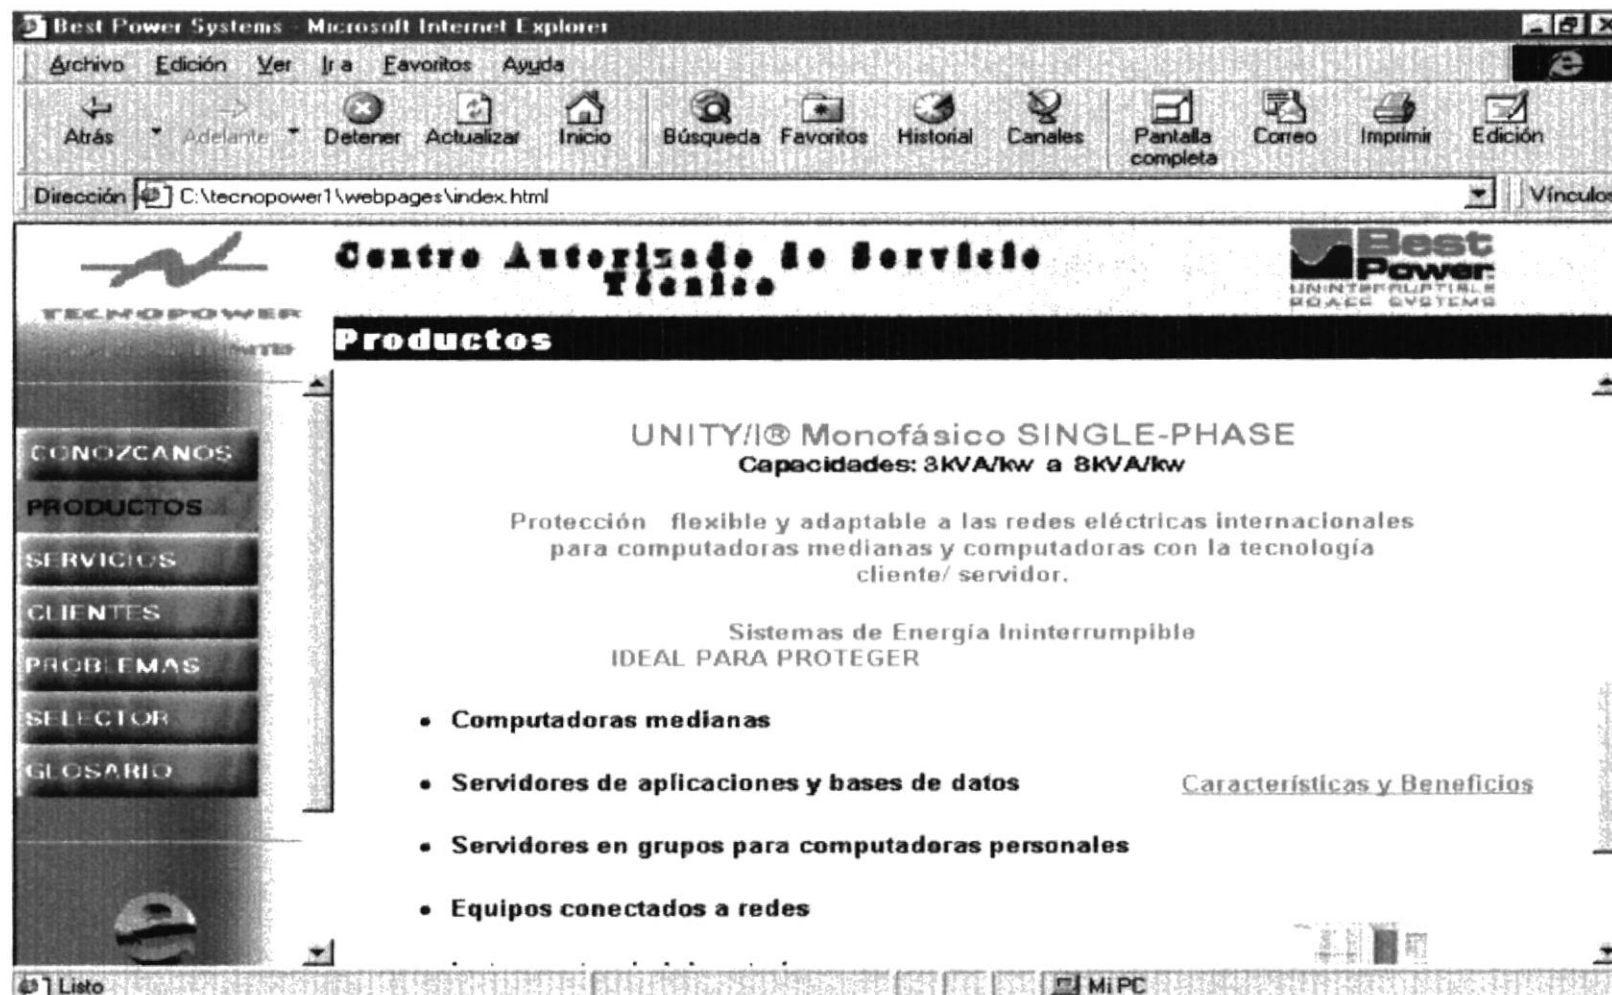 Best Power Systems - Microsoft Internet Explorer
Archivo Edición Ver Ir a Favoritos Ayuda
Atrás Adelante Detener Actualizar Inicio Búsqueda Favoritos Historial Canales Pantalla completa Correo Imprimir Edición
Dirección C:\tecnopower1\webpages\index.html Vínculos
TECNOPOWER
Centro Autorizado de Servicio
Técnico
Best
Power
UNINTERRUPTIBLE
POWER SYSTEMS
Productos
CONOZCANOS
PRODUCTOS
SERVICIOS
CLIENTES
PROBLEMAS
SELECTOR
GLOSARIO
UNITY/I® Monofásico SINGLE-PHASE
Capacidades: 3kVA/kw a 8kVA/kw
Protección flexible y adaptable a las redes eléctricas internacionales
para computadoras medianas y computadoras con la tecnología
cliente/ servidor.
Sistemas de Energía Ininterrumpible
IDEAL PARA PROTEGER
• Computadoras medianas
• Servidores de aplicaciones y bases de datos
Características y Beneficios
• Servidores en grupos para computadoras personales
• Equipos conectados a redes
Listo
Mi PC